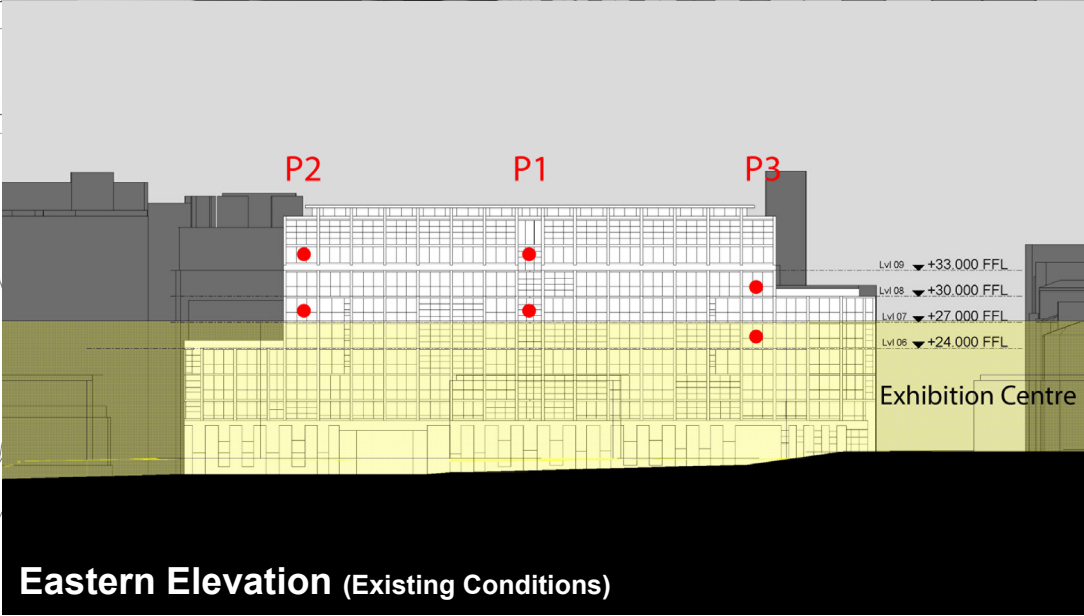 P2 P1 P3
Lvl 09 +33.000 FFL
Lvl 08 +30.000 FFL
Lvl 07 +27.000 FFL
Lvl 06 +24.000 FFL
Exhibition Centre
Eastern Elevation (Existing Conditions)